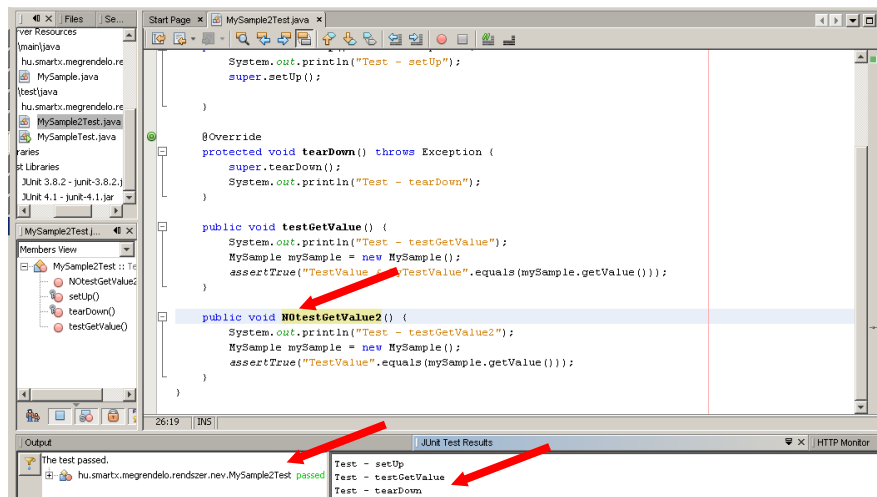 Files
Se...
Start Page
MySample2Test.java
rver Resources
\main\java
hu.smartx.megrendelo.re
MySample.java
\test\java
hu.smartx.megrendelo.re
MySample2Test.java
MySampleTest.java
raries
st Libraries
JUnit 3.8.2 - junit-3.8.2.j
JUnit 4.1 - junit-4.1.jar
System.out.println("Test - setUp");
super.setUp();
}
@Override
protected void tearDown() throws Exception {
super.tearDown();
System.out.println("Test - tearDown");
}
public void testGetValue() {
System.out.println("Test - testGetValue");
MySample mySample = new MySample();
assertTrue("TestValue MyTestValue".equals(mySample.getValue()));
}
public void NOtestGetValue2() {
System.out.println("Test - testGetValue2");
MySample mySample = new MySample();
assertTrue("TestValue".equals(mySample.getValue()));
}
}
MySample2Test.j...
Members View
MySample2Test :: Te
NOtestGetValue2
setUp()
tearDown()
testGetValue()
26:19
INS
Output
JUnit Test Results
HTTP Monitor
The test passed.
hu.smartx.megrendelo.rendszer.nev.MySample2Test passed
Test - setUp
Test - testGetValue
Test - tearDown